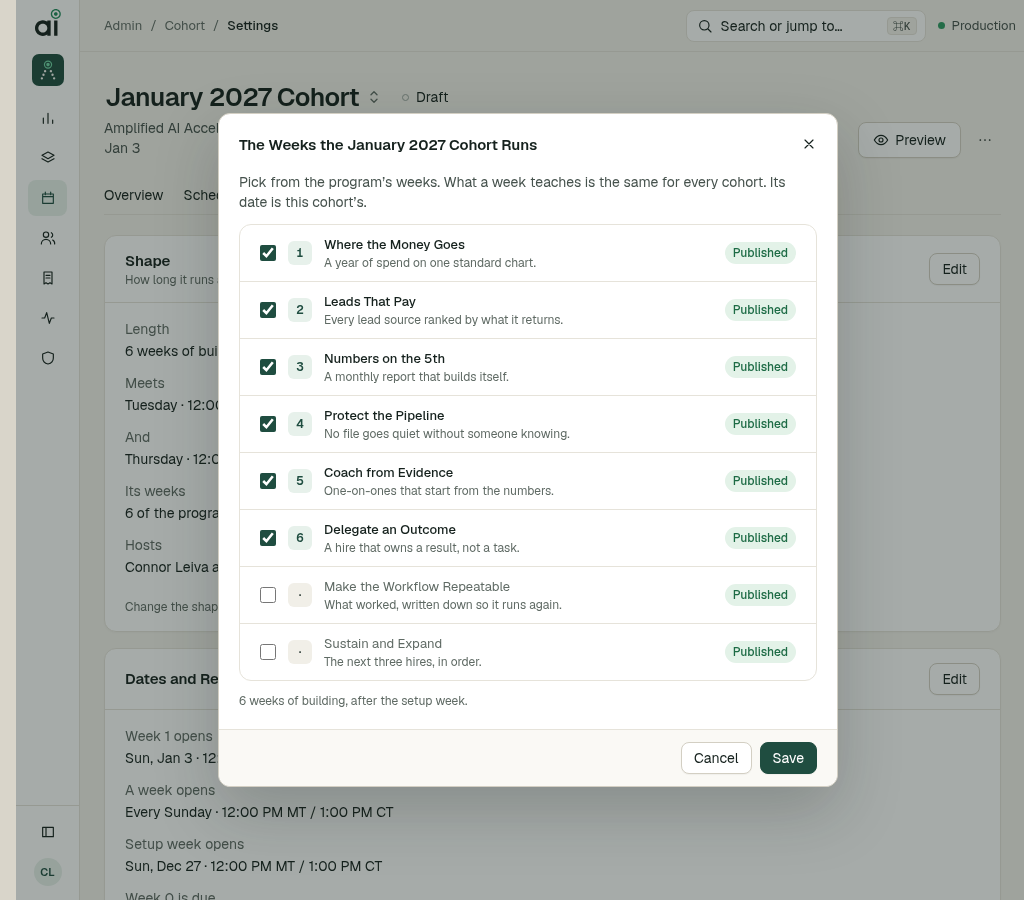 ai
Admin / Cohort / Settings
Search or jump to... ⌘K
Production
January 2027 Cohort
Draft
Amplified AI Accel
Jan 3
Preview
Overview
Sched
Shape
How long it runs
Edit
Length
6 weeks of bui
Meets
Tuesday · 12:00
And
Thursday · 12:0
Its weeks
6 of the progra
Hosts
Connor Leiva a
Change the shap
Dates and Re
Edit
Week 1 opens
Sun, Jan 3 · 12
A week opens
Every Sunday · 12:00 PM MT / 1:00 PM CT
Setup week opens
Sun, Dec 27 · 12:00 PM MT / 1:00 PM CT
Week 0 is due
CL
The Weeks the January 2027 Cohort Runs
Pick from the program's weeks. What a week teaches is the same for every cohort. Its
date is this cohort's.
1 Where the Money Goes Published
A year of spend on one standard chart.
2 Leads That Pay Published
Every lead source ranked by what it returns.
3 Numbers on the 5th Published
A monthly report that builds itself.
4 Protect the Pipeline Published
No file goes quiet without someone knowing.
5 Coach from Evidence Published
One-on-ones that start from the numbers.
6 Delegate an Outcome Published
A hire that owns a result, not a task.
· Make the Workflow Repeatable Published
What worked, written down so it runs again.
· Sustain and Expand Published
The next three hires, in order.
6 weeks of building, after the setup week.
Cancel
Save